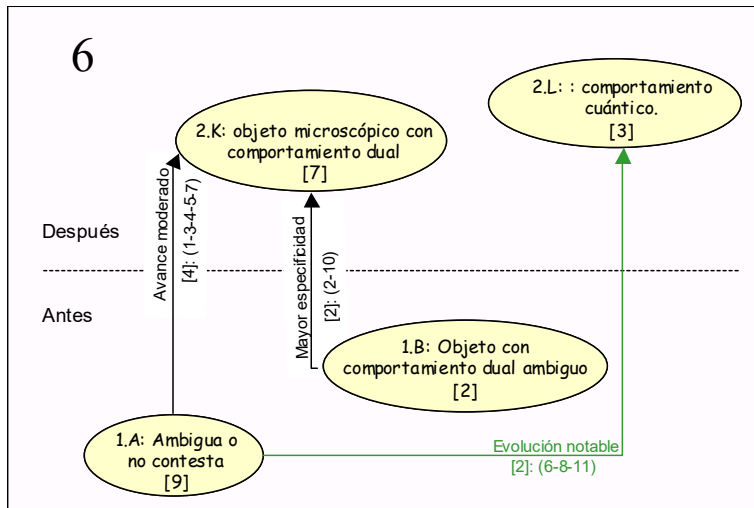 6
2.K: objeto microscópico con
comportamiento dual
[7]
2.L: : comportamiento
cuántico.
[3]
Avance moderado
[4]: (1-3-4-5-7)
Mayor especificidad
[2]: (2-10)
Después
Antes
1.B: Objeto con
comportamiento dual ambiguo
[2]
1.A: Ambigua o
no contesta
[9]
Evolución notable
[2]: (6-8-11)